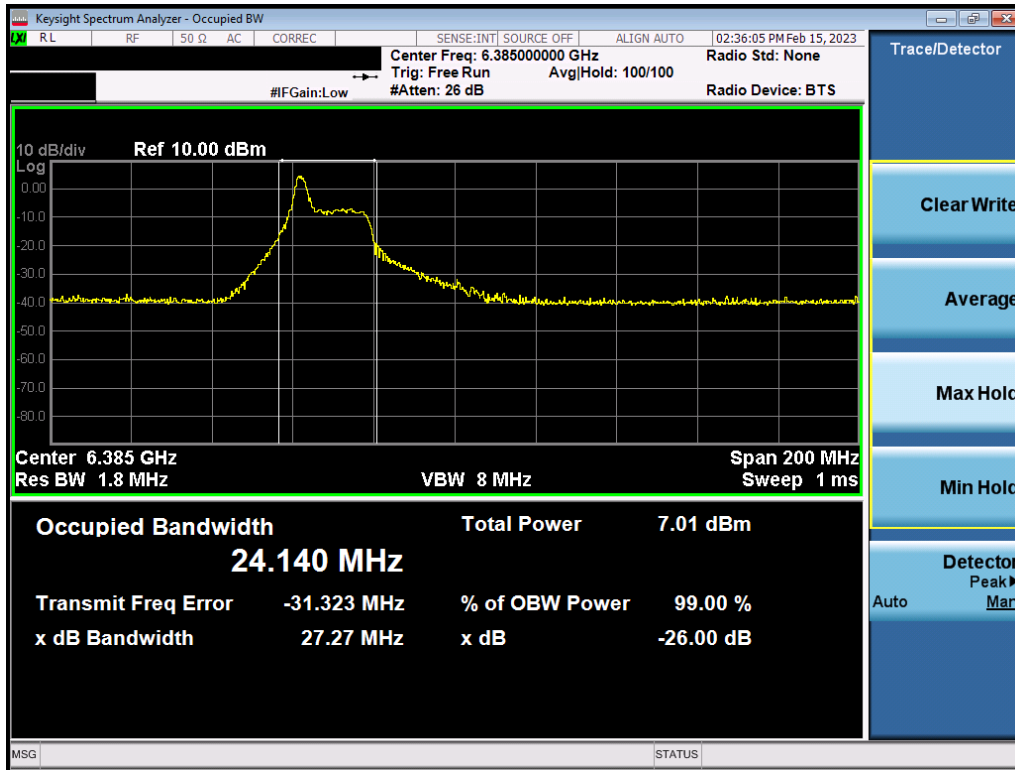 Keysight Spectrum Analyzer - Occupied BW
LXI RL RF 50 Ω AC CORREC SENSE:INT SOURCE OFF ALIGN AUTO 02:36:05 PM Feb 15, 2023
Center Freq: 6.385000000 GHz Radio Std: None
Trig: Free Run Avg|Hold: 100/100
#IFGain:Low #Atten: 26 dB Radio Device: BTS
Trace/Detector
10 dB/div Ref 10.00 dBm
Log
0.00
-10.0
-20.0
-30.0
-40.0
-50.0
-60.0
-70.0
-80.0
Center 6.385 GHz Span 200 MHz
Res BW 1.8 MHz VBW 8 MHz Sweep 1 ms
Occupied Bandwidth Total Power 7.01 dBm
24.140 MHz
Transmit Freq Error -31.323 MHz % of OBW Power 99.00 %
x dB Bandwidth 27.27 MHz x dB -26.00 dB
Clear Write
Average
Max Hold
Min Hold
Detector
Peak
Auto Man
MSG STATUS